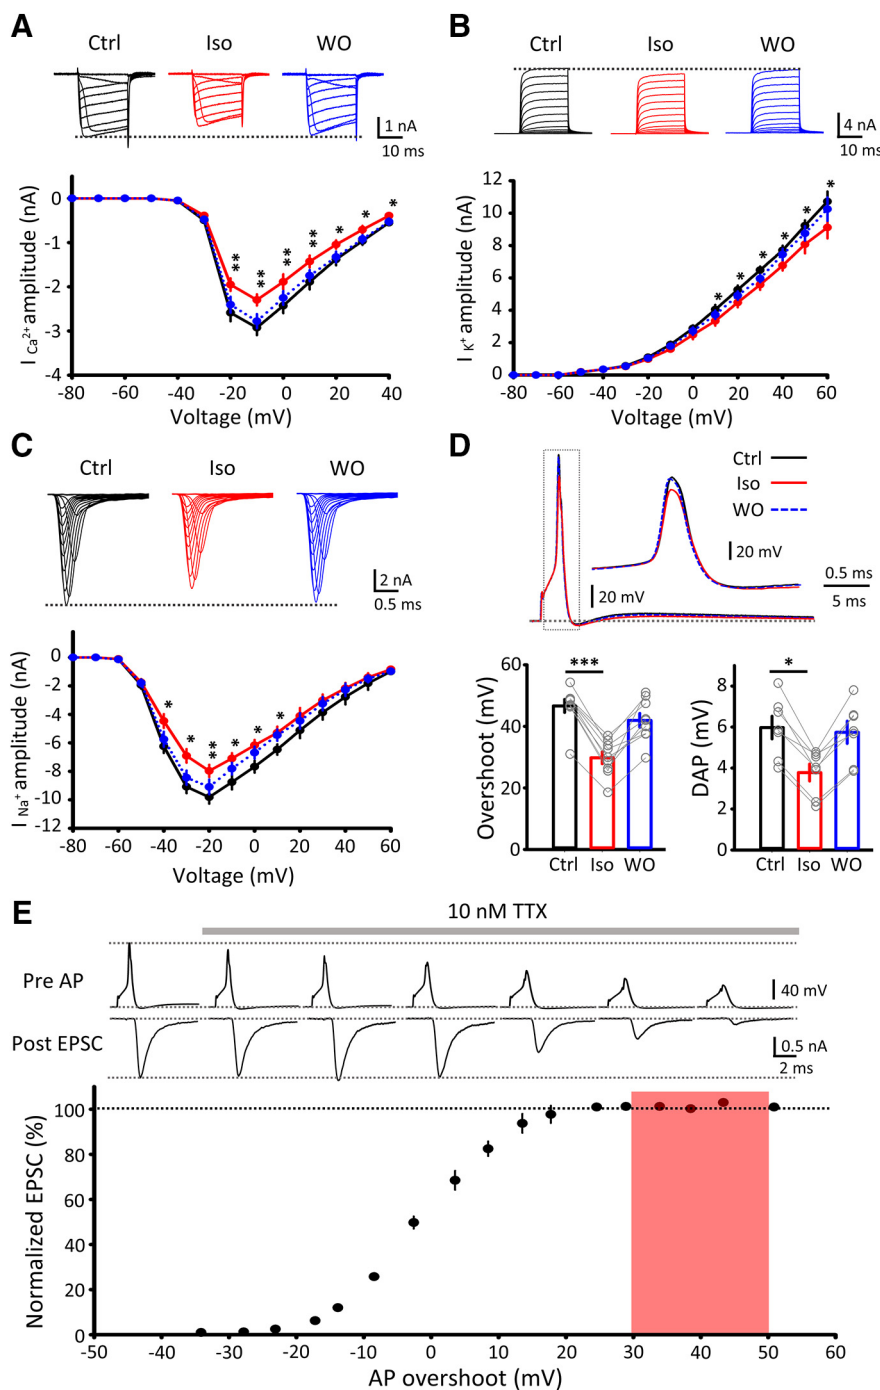 A
Ctrl Iso WO
1 nA
10 ms
I Ca2+ amplitude (nA)
0
-1
-2
-3
-4
** ** ** ** * * *
-80 -60 -40 -20 0 20 40
Voltage (mV)
B
Ctrl Iso WO
4 nA
10 ms
I K+ amplitude (nA)
12
10
8
6
4
2
0
* * * * * *
-80 -60 -40 -20 0 20 40 60
Voltage (mV)
C
Ctrl Iso WO
2 nA
0.5 ms
I Na+ amplitude (nA)
0
-2
-4
-6
-8
-10
-12
* * ** * * *
-80 -60 -40 -20 0 20 40 60
Voltage (mV)
D
Ctrl
Iso
WO
20 mV
20 mV
0.5 ms
5 ms
Overshoot (mV)
60
40
20
0
***
Ctrl Iso WO
DAP (mV)
8
6
4
2
0
*
Ctrl Iso WO
E
10 nM TTX
Pre AP
40 mV
Post EPSC
0.5 nA
2 ms
Normalized EPSC (%)
100
80
60
40
20
0
-50 -40 -30 -20 -10 0 10 20 30 40 50 60
AP overshoot (mV)